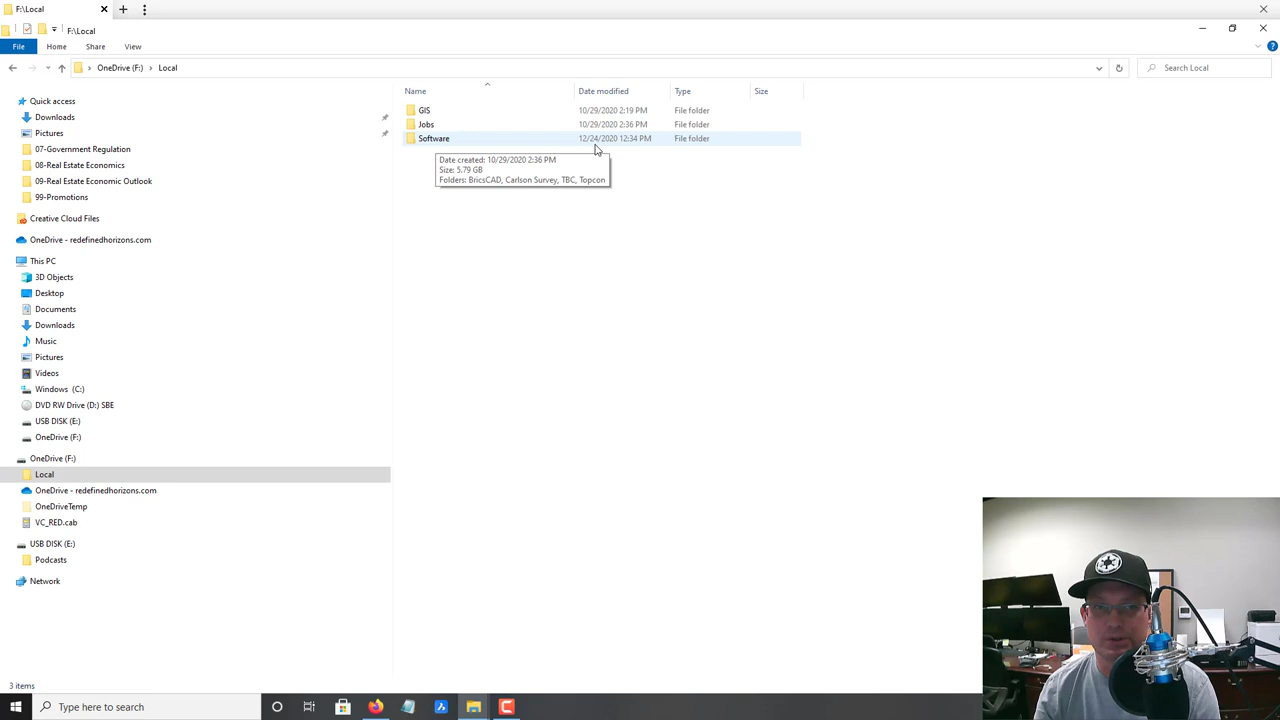 F:\Local
F:\Local
File Home Share View
OneDrive (F:) Local
Search Local
Name Date modified Type Size
GIS 10/29/2020 2:19 PM File folder
Jobs 10/29/2020 2:36 PM File folder
Software 12/24/2020 12:34 PM File folder
Date created: 10/29/2020 2:36 PM
Size: 5.79 GB
Folders: BricsCAD, Carlson Survey, TBC, Topcon
Quick access
Downloads
Pictures
07-Government Regulation
08-Real Estate Economics
09-Real Estate Economic Outlook
99-Promotions
Creative Cloud Files
OneDrive - redefinedhorizons.com
This PC
3D Objects
Desktop
Documents
Downloads
Music
Pictures
Videos
Windows (C:)
DVD RW Drive (D:) SBE
USB DISK (E:)
OneDrive (F:)
OneDrive (F:)
Local
OneDrive - redefinedhorizons.com
OneDriveTemp
VC_RED.cab
USB DISK (E:)
Podcasts
Network
3 items
Type here to search